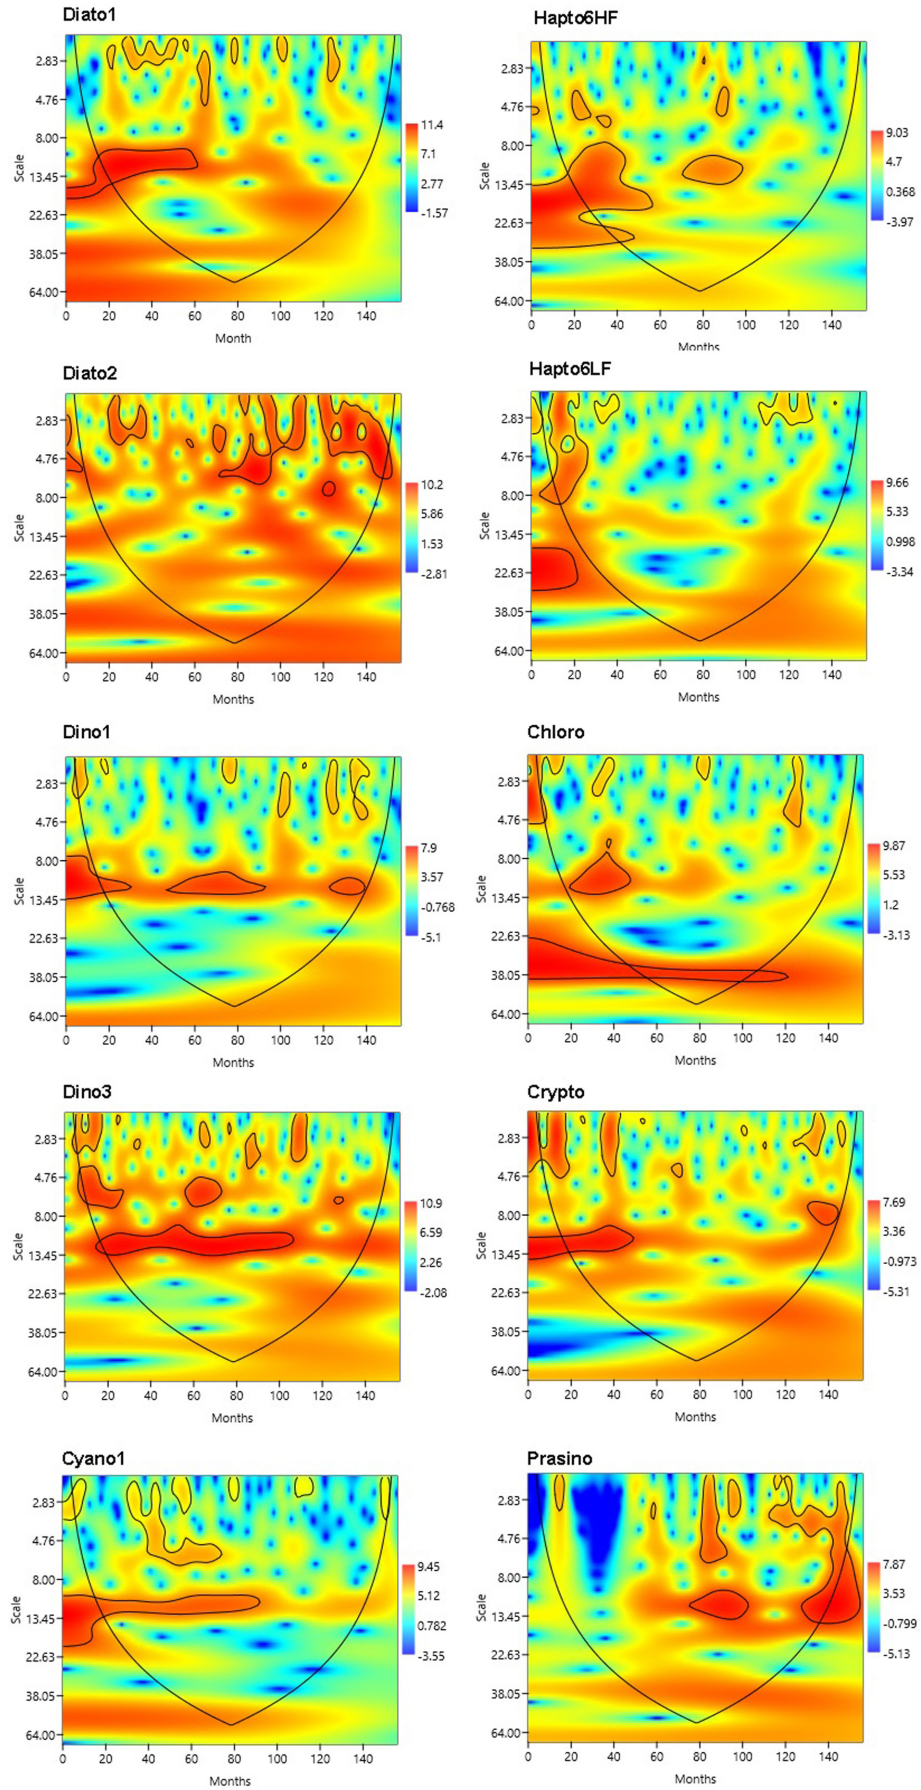 Diato1
Scale
2.83
4.76
8.00
13.45
22.63
38.05
64.00
0 20 40 60 80 100 120 140
Month
11.4
7.1
2.77
-1.57
Hapto6HF
Scale
2.83
4.76
8.00
13.45
22.63
38.05
64.00
0 20 40 60 80 100 120 140
Months
9.03
4.7
0.368
-3.97
Diato2
Scale
2.83
4.76
8.00
13.45
22.63
38.05
64.00
0 20 40 60 80 100 120 140
Months
10.2
5.86
1.53
-2.81
Hapto6LF
Scale
2.83
4.76
8.00
13.45
22.63
38.05
64.00
0 20 40 60 80 100 120 140
Months
9.66
5.33
0.998
-3.34
Dino1
Scale
2.83
4.76
8.00
13.45
22.63
38.05
64.00
0 20 40 60 80 100 120 140
Months
7.9
3.57
-0.768
-5.1
Chloro
Scale
2.83
4.76
8.00
13.45
22.63
38.05
64.00
0 20 40 60 80 100 120 140
Months
9.87
5.53
1.2
-3.13
Dino3
Scale
2.83
4.76
8.00
13.45
22.63
38.05
64.00
0 20 40 60 80 100 120 140
Months
10.9
6.59
2.26
-2.08
Crypto
Scale
2.83
4.76
8.00
13.45
22.63
38.05
64.00
0 20 40 60 80 100 120 140
Months
7.69
3.36
-0.973
-5.31
Cyano1
Scale
2.83
4.76
8.00
13.45
22.63
38.05
64.00
0 20 40 60 80 100 120 140
Months
9.45
5.12
0.782
-3.55
Prasino
Scale
2.83
4.76
8.00
13.45
22.63
38.05
64.00
0 20 40 60 80 100 120 140
Months
7.87
3.53
-0.799
-5.13